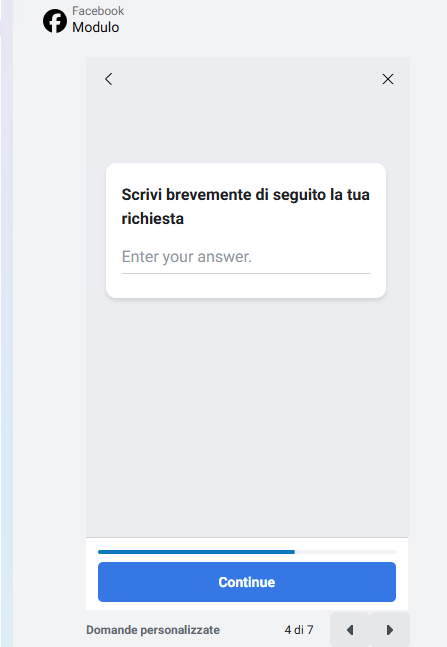 Facebook
Modulo
Scrivi brevemente di seguito la tua
richiesta
Enter your answer.
Continue
Domande personalizzate
4 di 7